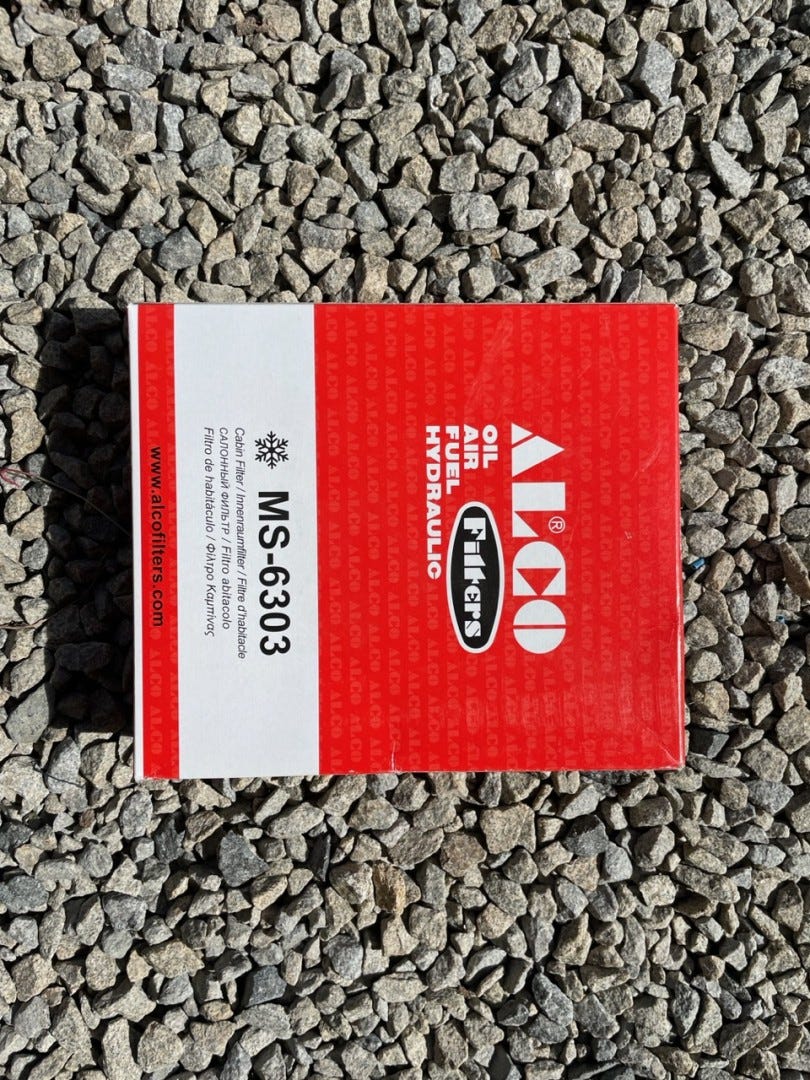 ALCO®
Filters
OIL
AIR
FUEL
HYDRAULIC
MS-6303
Cabin Filter / Innenraumfilter / Filtre d'habitacle
САЛОННЫЙ ФИЛЬТР / Filtro abitacolo
Filtro de habitáculo / Φίλτρο Καμπίνας
www.alcofilters.com